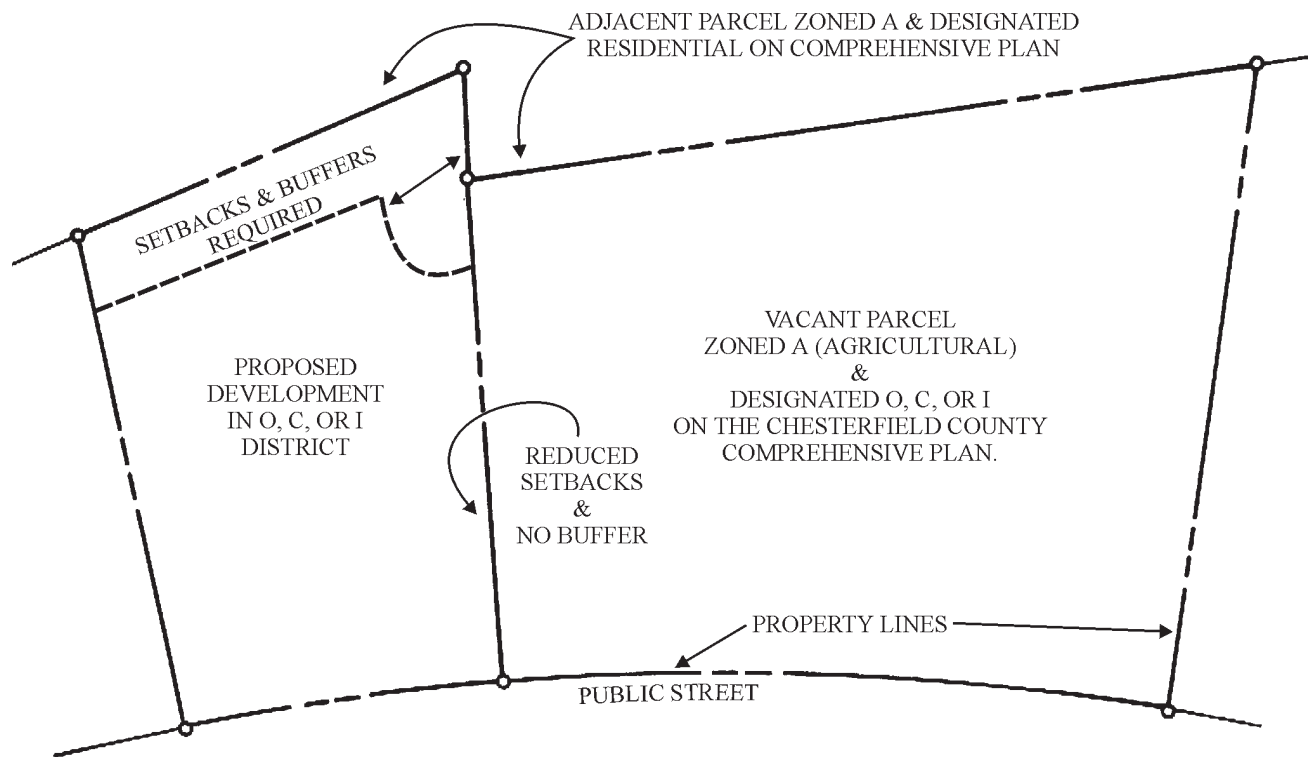 ADJACENT PARCEL ZONED A & DESIGNATED
RESIDENTIAL ON COMPREHENSIVE PLAN
SETBACKS & BUFFERS
REQUIRED
PROPOSED
DEVELOPMENT
IN O, C, OR I
DISTRICT
VACANT PARCEL
ZONED A (AGRICULTURAL)
&
DESIGNATED O, C, OR I
ON THE CHESTERFIELD COUNTY
COMPREHENSIVE PLAN.
REDUCED
SETBACKS
&
NO BUFFER
PROPERTY LINES
PUBLIC STREET